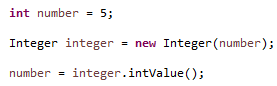 int number = 5;
Integer integer = new Integer(number);
number = integer.intValue();